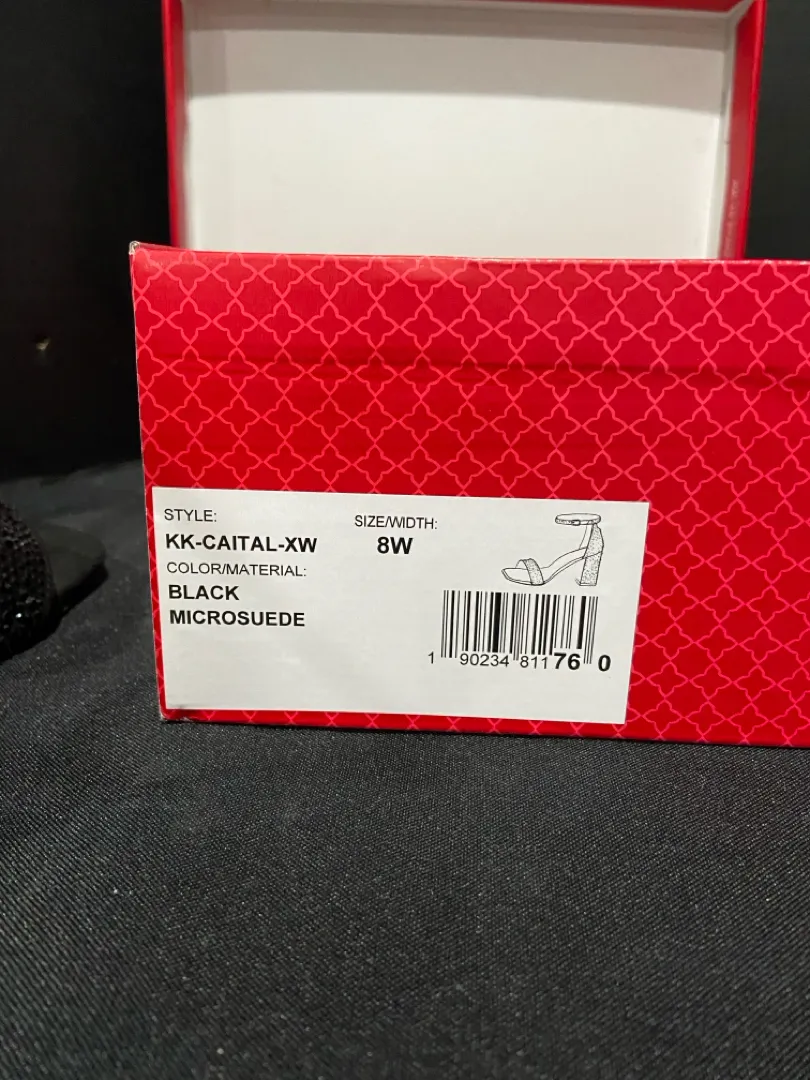 STYLE:
KK-CAITAL-XW
SIZE/WIDTH:
8W
COLOR/MATERIAL:
BLACK
MICROSUEDE
1 90234 81176 0